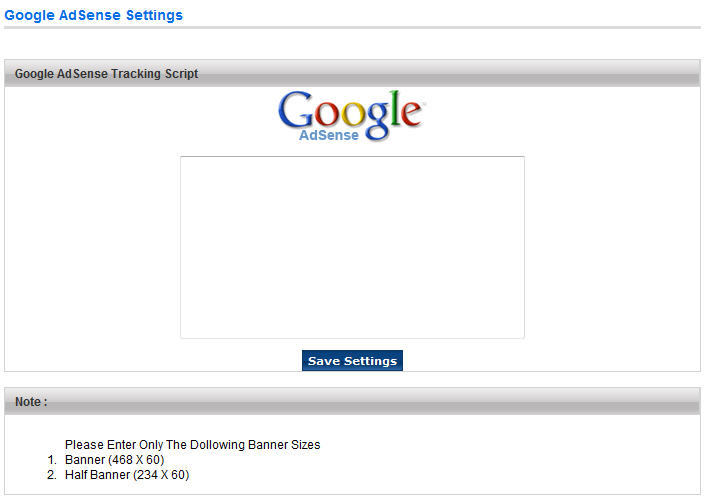 Google AdSense Settings
Google AdSense Tracking Script
Google
AdSense
Save Settings
Note :
Please Enter Only The Dollowing Banner Sizes
1. Banner (468 X 60)
2. Half Banner (234 X 60)